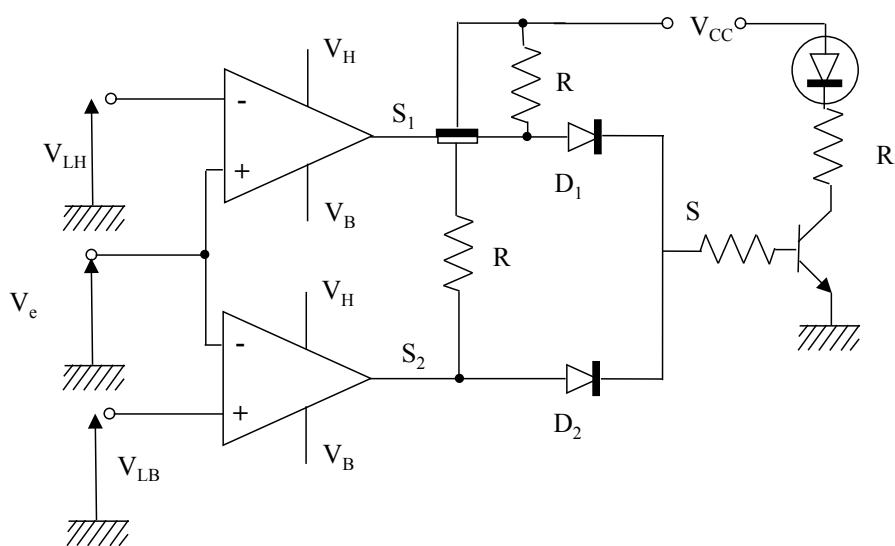 V_CC
V_H
R
-
S_1
V_LH
R
+
D_1
V_B
S
R
V_H
V_e
-
S_2
+
D_2
V_B
V_LB